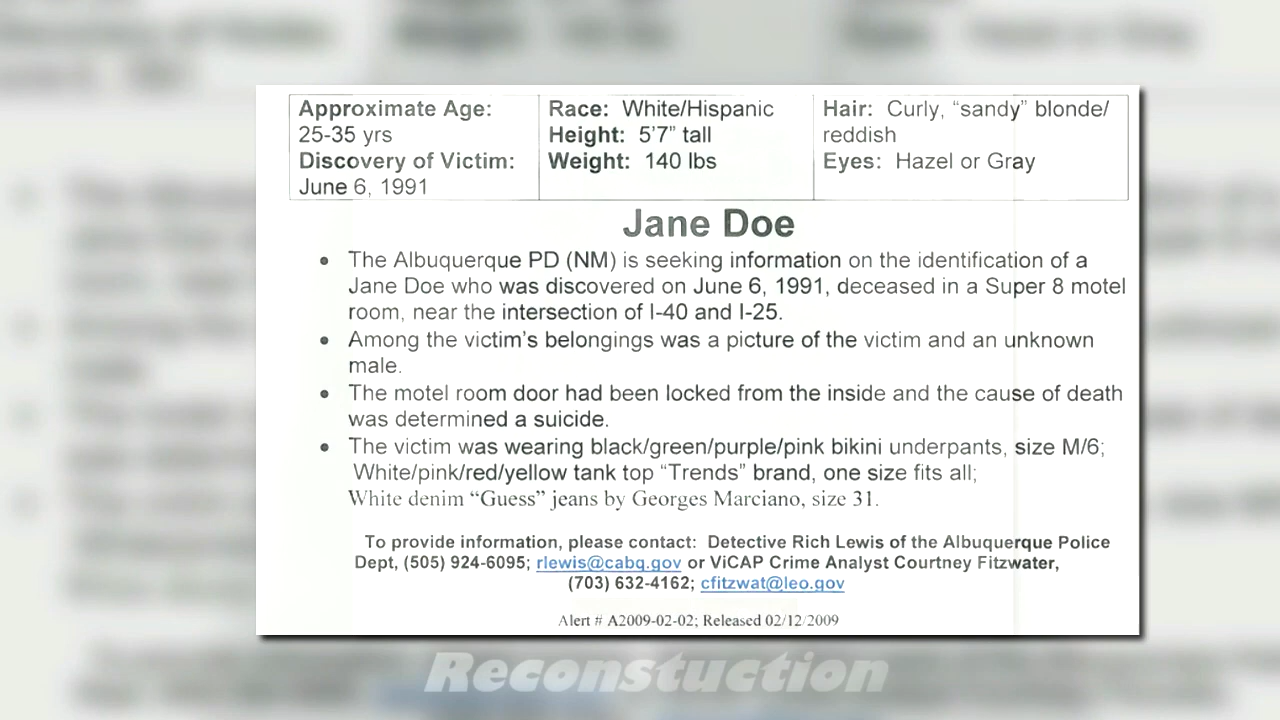 Approximate Age:
25-35 yrs
Discovery of Victim:
June 6, 1991
Race: White/Hispanic
Height: 5'7" tall
Weight: 140 lbs
Hair: Curly, “sandy” blonde/
reddish
Eyes: Hazel or Gray
Jane Doe
• The Albuquerque PD (NM) is seeking information on the identification of a
Jane Doe who was discovered on June 6, 1991, deceased in a Super 8 motel
room, near the intersection of I-40 and I-25.
• Among the victim's belongings was a picture of the victim and an unknown
male.
• The motel room door had been locked from the inside and the cause of death
was determined a suicide.
• The victim was wearing black/green/purple/pink bikini underpants, size M/6;
White/pink/red/yellow tank top “Trends” brand, one size fits all;
White denim “Guess” jeans by Georges Marciano, size 31.
To provide information, please contact: Detective Rich Lewis of the Albuquerque Police
Dept, (505) 924-6095; rlewis@cabq.gov or ViCAP Crime Analyst Courtney Fitzwater,
(703) 632-4162; cfitzwat@leo.gov
Alert # A2009-02-02; Released 02/12/2009
Reconstuction